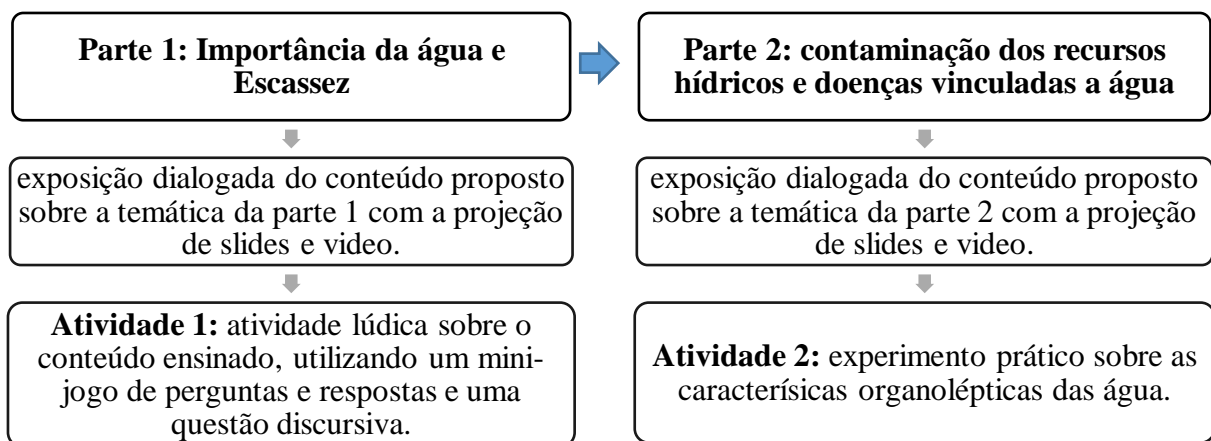 Parte 1: Importância da água e
Escassez
exposição dialogada do conteúdo proposto
sobre a temática da parte 1 com a projeção
de slides e video.
Atividade 1: atividade lúdica sobre o
conteúdo ensinado, utilizando um mini-
jogo de perguntas e respostas e uma
questão discursiva.
Parte 2: contaminação dos recursos
hídricos e doenças vinculadas a água
exposição dialogada do conteúdo proposto
sobre a temática da parte 2 com a projeção
de slides e video.
Atividade 2: experimento prático sobre as
caracterísicas organolépticas das água.